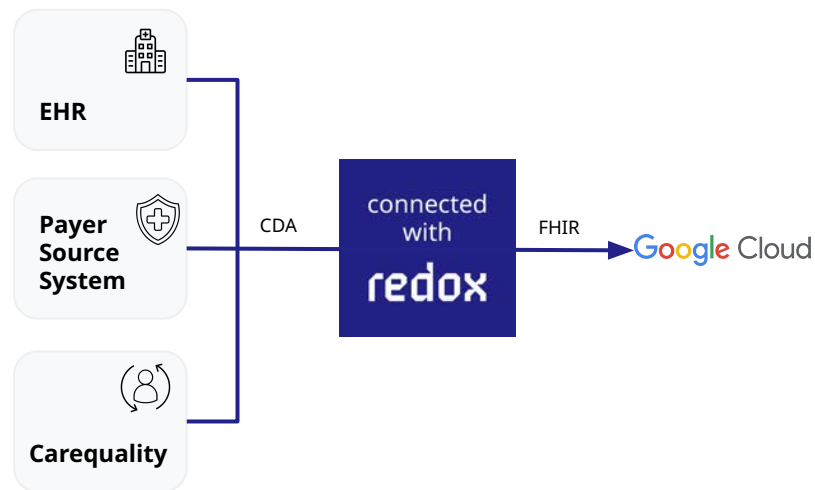 EHR
Payer
Source
System
Carequality
CDA
connected
with
redox
FHIR
Google Cloud